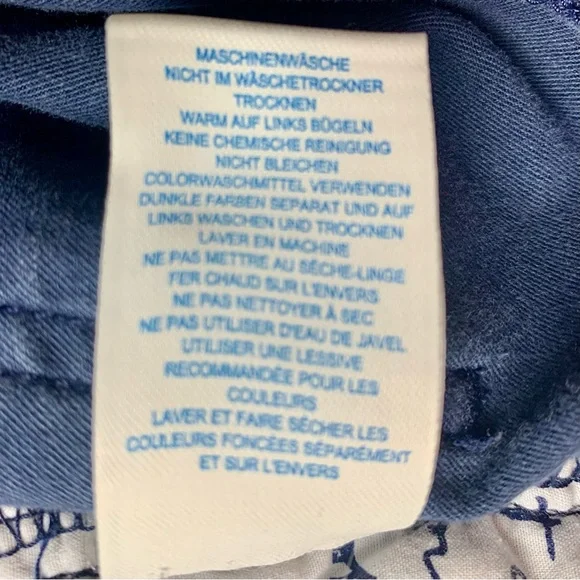 MASCHINENWÄSCHE
NICHT IM WÄSCHETROCKNER
TROCKNEN
WARM AUF LINKS BÜGELN
KEINE CHEMISCHE REINIGUNG
NICHT BLEICHEN
COLORWASCHMITTEL VERWENDEN
DUNKLE FARBEN SEPARAT UND AUF
LINKS WASCHEN UND TROCKNEN
LAVER EN MACHINE
NE PAS METTRE AU SÈCHE-LINGE
FER CHAUD SUR L'ENVERS
NE PAS NETTOYER À SEC
NE PAS UTILISER D'EAU DE JAVEL
UTILISER UNE LESSIVE
RECOMMANDÉE POUR LES
COULEURS
LAVER ET FAIRE SÉCHER LES
COULEURS FONCÉES SÉPARÉMENT
ET SUR L'ENVERS